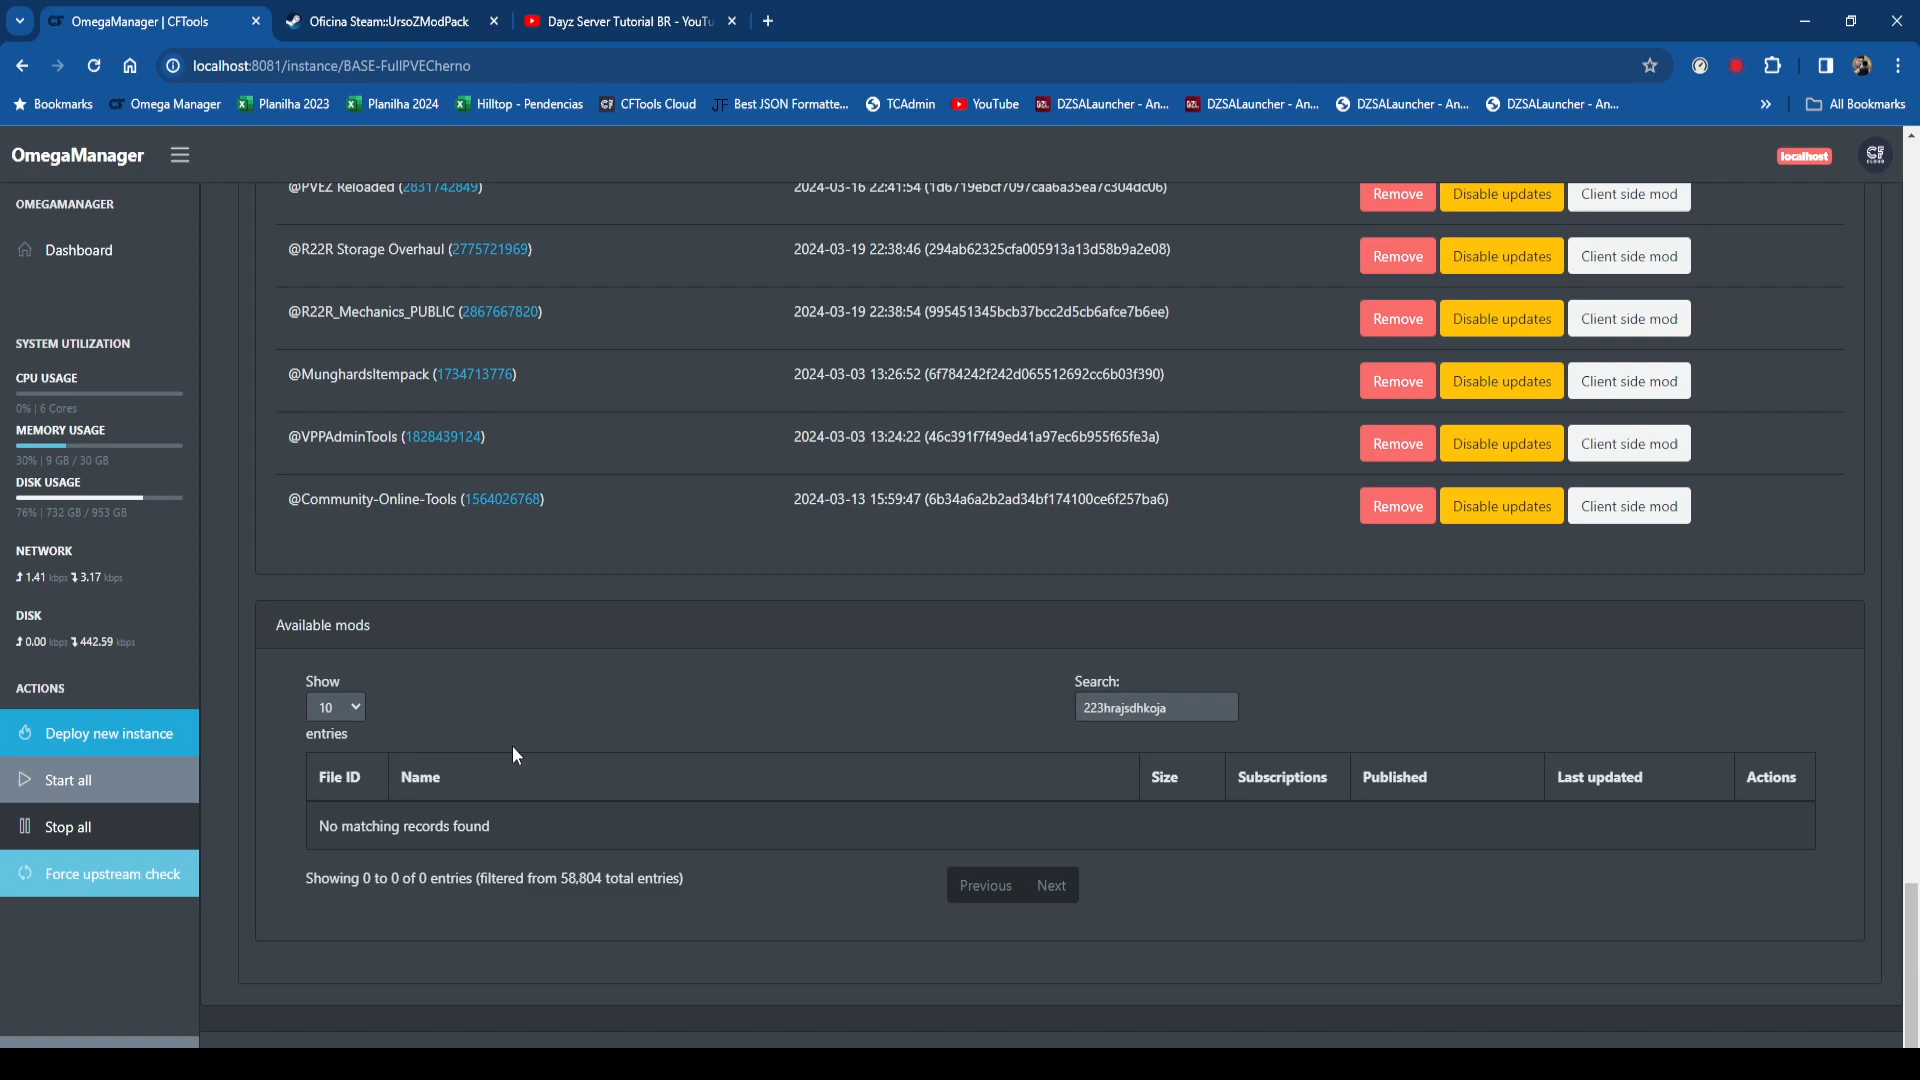 OmegaManager | CFTools
Oficina Steam::UrsoZModPack
Dayz Server Tutorial BR - YouTu
localhost:8081/instance/BASE-FullPVECherno
Bookmarks
Omega Manager
Planilha 2023
Planilha 2024
Hilltop - Pendencias
CFTools Cloud
JF Best JSON Formatte...
TCAdmin
YouTube
DZSALauncher - An...
DZSALauncher - An...
DZSALauncher - An...
DZSALauncher - An...
All Bookmarks
OmegaManager
localhost
OMEGAMANAGER
Dashboard
SYSTEM UTILIZATION
CPU USAGE
0% | 6 Cores
MEMORY USAGE
30% | 9 GB / 30 GB
DISK USAGE
76% | 732 GB / 953 GB
NETWORK
1.41 kbps 3.17 kbps
DISK
0.00 kbps 442.59 kbps
ACTIONS
Deploy new instance
Start all
Stop all
Force upstream check
@PVEZ Reloaded (2831742849) 2024-03-16 22:41:54 (1d6719ebcf7097caa6a35ea7c304dc06) Remove Disable updates Client side mod
@R22R Storage Overhaul (2775721969) 2024-03-19 22:38:46 (294ab62325cfa005913a13d58b9a2e08) Remove Disable updates Client side mod
@R22R_Mechanics_PUBLIC (2867667820) 2024-03-19 22:38:54 (995451345bcb37bcc2d5cb6afce7b6ee) Remove Disable updates Client side mod
@MunghardsItempack (1734713776) 2024-03-03 13:26:52 (6f784242f242d065512692cc6b03f390) Remove Disable updates Client side mod
@VPPAdminTools (1828439124) 2024-03-03 13:24:22 (46c391f7f49ed41a97ec6b955f65fe3a) Remove Disable updates Client side mod
@Community-Online-Tools (1564026768) 2024-03-13 15:59:47 (6b34a6a2b2ad34bf174100ce6f257ba6) Remove Disable updates Client side mod
Available mods
Show
10
entries
Search:
223hrajsdhkoja
File ID Name Size Subscriptions Published Last updated Actions
No matching records found
Showing 0 to 0 of 0 entries (filtered from 58,804 total entries)
Previous Next